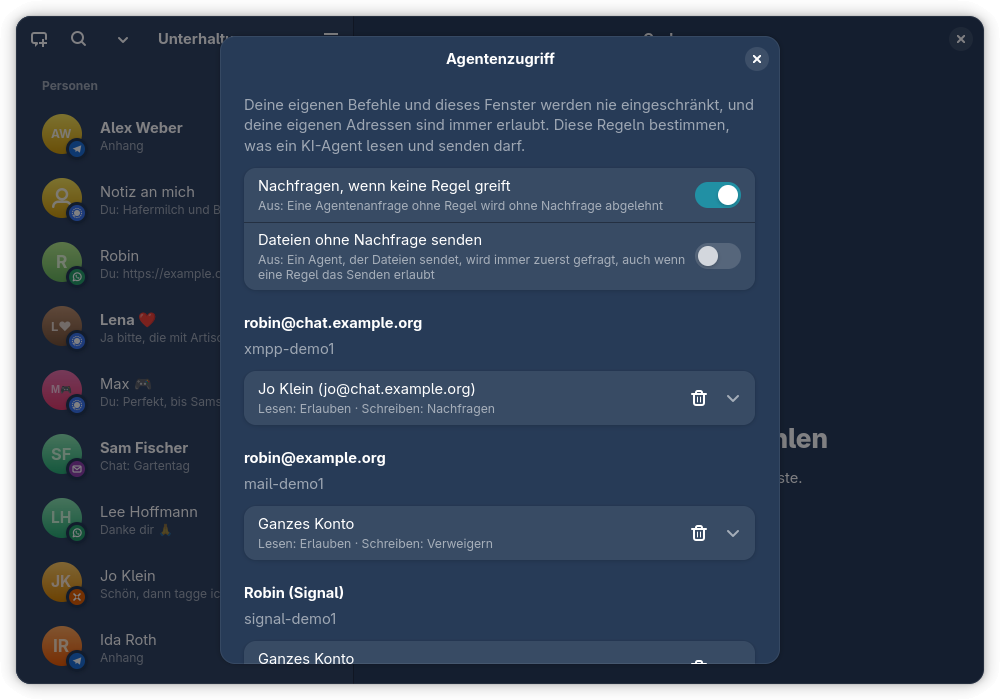 Unterhaltu
Personen
AW
Alex Weber
Anhang
Notiz an mich
Du: Hafermilch und B
R
Robin
Du: https://example.o
L
Lena ❤️
Ja bitte, die mit Artisc
M
Max 🎮
Du: Perfekt, bis Sams
SF
Sam Fischer
Chat: Gartentag
LH
Lee Hoffmann
Danke dir 🙏
JK
Jo Klein
Schön, dann tagge ic
IR
Ida Roth
Anhang
Agentenzugriff
Deine eigenen Befehle und dieses Fenster werden nie eingeschränkt, und
deine eigenen Adressen sind immer erlaubt. Diese Regeln bestimmen,
was ein KI-Agent lesen und senden darf.
Nachfragen, wenn keine Regel greift
Aus: Eine Agentenanfrage ohne Regel wird ohne Nachfrage abgelehnt
Dateien ohne Nachfrage senden
Aus: Ein Agent, der Dateien sendet, wird immer zuerst gefragt, auch wenn
eine Regel das Senden erlaubt
robin@chat.example.org
xmpp-demo1
Jo Klein (jo@chat.example.org)
Lesen: Erlauben · Schreiben: Nachfragen
robin@example.org
mail-demo1
Ganzes Konto
Lesen: Erlauben · Schreiben: Verweigern
Robin (Signal)
signal-demo1
Ganzes Konto
hlen
ste.